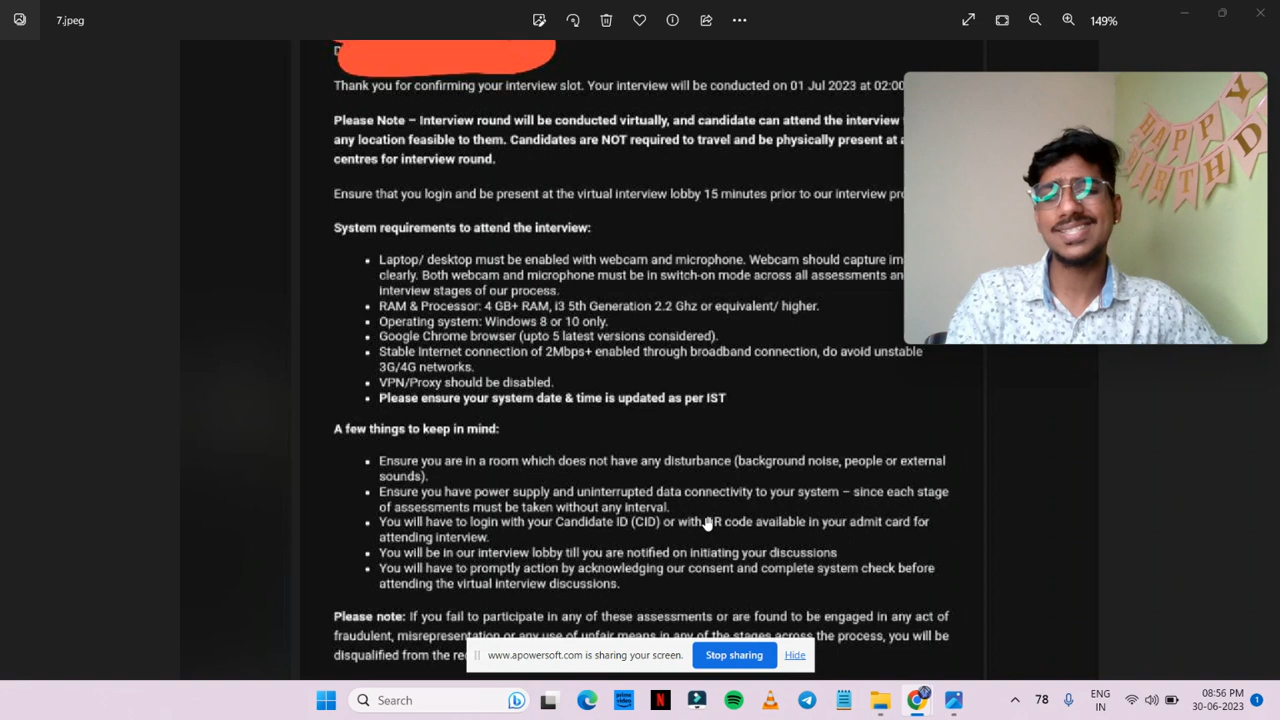 7.jpeg
149%
D
Thank you for confirming your interview slot. Your interview will be conducted on 01 Jul 2023 at 02:00
Please Note – Interview round will be conducted virtually, and candidate can attend the interview
any location feasible to them. Candidates are NOT required to travel and be physically present at
centres for interview round.
Ensure that you login and be present at the virtual interview lobby 15 minutes prior to our interview
System requirements to attend the interview:
Laptop/ desktop must be enabled with webcam and microphone. Webcam should capture
clearly. Both webcam and microphone must be in switch-on mode across all assessments
interview stages of our process.
RAM & Processor: 4 GB+ RAM, i3 5th Generation 2.2 Ghz or equivalent/ higher.
Operating system: Windows 8 or 10 only.
Google Chrome browser (upto 5 latest versions considered).
Stable Internet connection of 2Mbps+ enabled through broadband connection, do avoid unstable
3G/4G networks.
VPN/Proxy should be disabled.
Please ensure your system date & time is updated as per IST
A few things to keep in mind:
Ensure you are in a room which does not have any disturbance (background noise, people or external
sounds).
Ensure you have power supply and uninterrupted data connectivity to your system – since each stage
of assessments must be taken without any interval.
You will have to login with your Candidate ID (CID) or with QR code available in your admit card for
attending interview.
You will be in our interview lobby till you are notified on initiating your discussions
You will have to promptly action by acknowledging our consent and complete system check before
attending the virtual interview discussions.
Please note: If you fail to participate in any of these assessments or are found to be engaged in any act of
fraudulent, misrepresentation or any use of unfair means in any of the stages across the process, you will be
disqualified from the
HAPPY
BIRTHD
www.apowersoft.com is sharing your screen.
Stop sharing
Hide
Search
prime video
N
78
ENG
IN
08:56 PM
30-06-2023
1